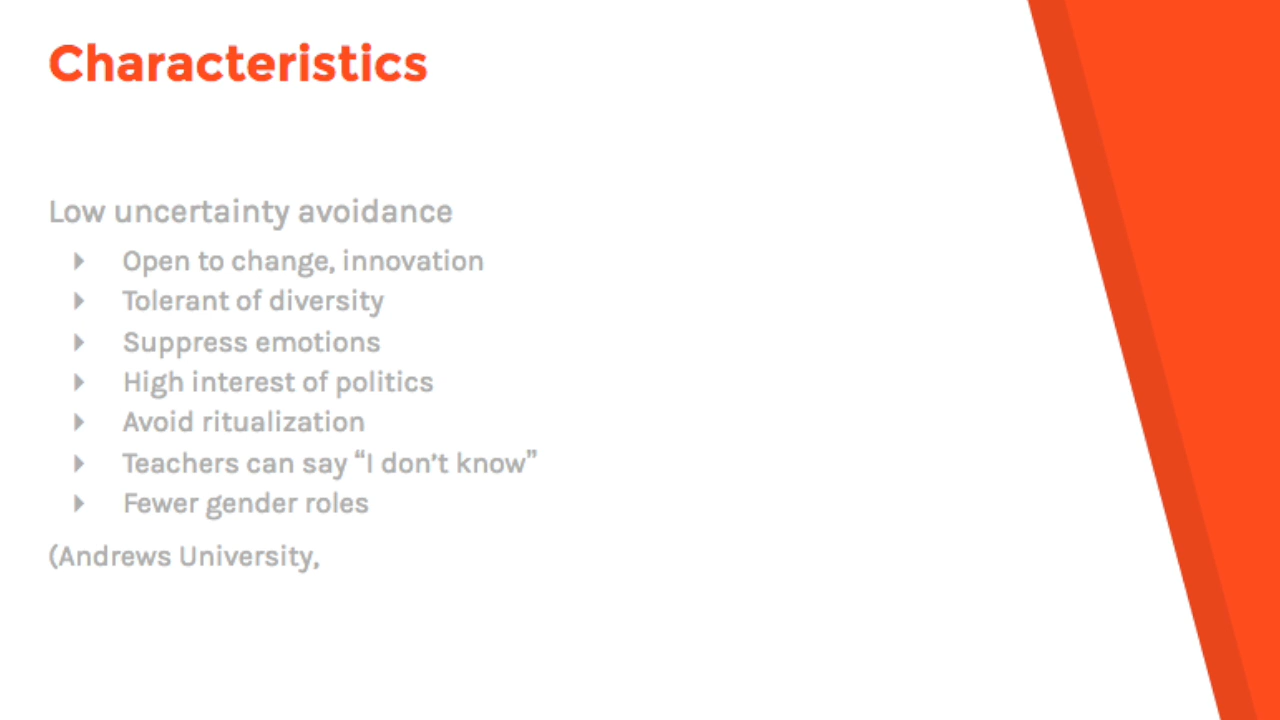 Characteristics
Low uncertainty avoidance
Open to change, innovation
Tolerant of diversity
Suppress emotions
High interest of politics
Avoid ritualization
Teachers can say “I don’t know”
Fewer gender roles
(Andrews University,